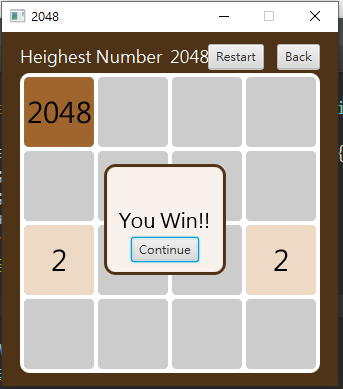 2048
Heighest Number 2048 Restart Back
2048
You Win!!
Continue
2 2